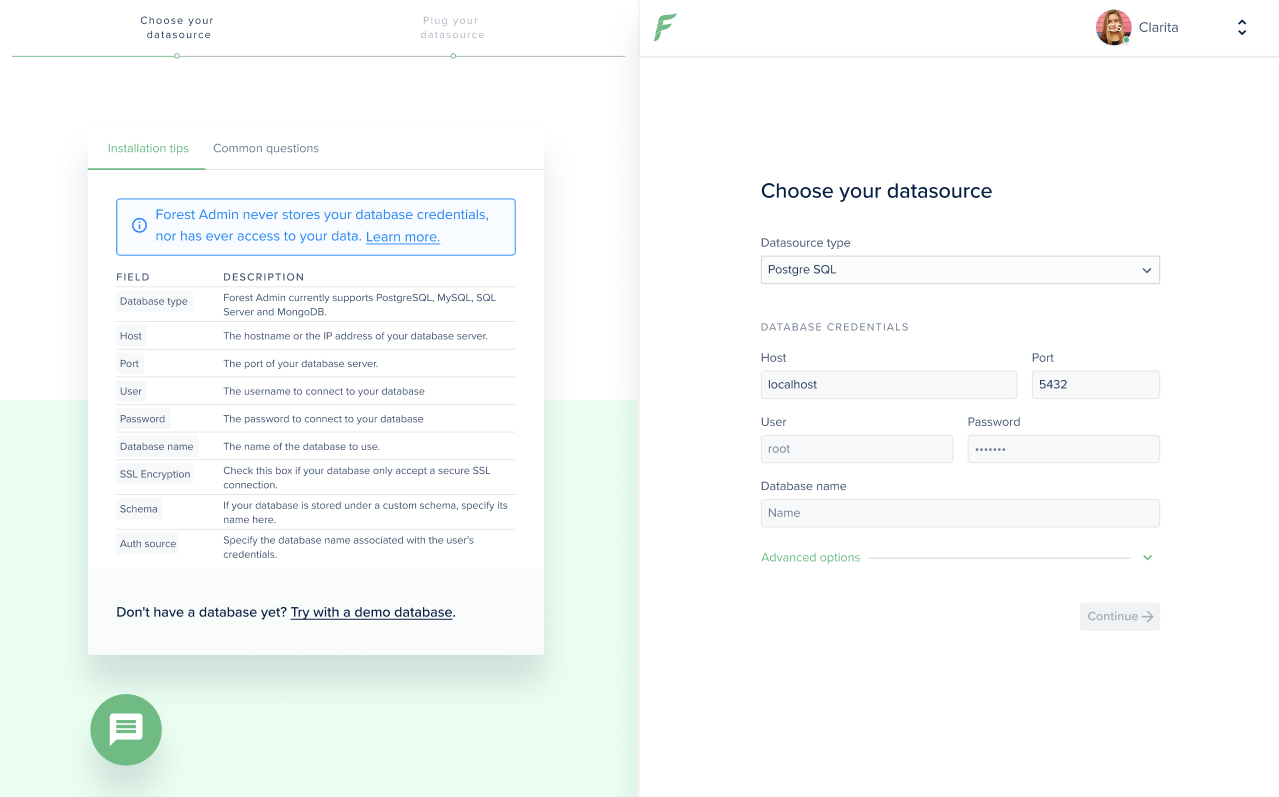 Choose your
datasource
Plug your
datasource
Clarita
Installation tips
Common questions
Forest Admin never stores your database credentials,
nor has ever access to your data. Learn more.
FIELD DESCRIPTION
Database type
Forest Admin currently supports PostgreSQL, MySQL, SQL
Server and MongoDB.
Host The hostname or the IP address of your database server.
Port The port of your database server.
User The username to connect to your database
Password The password to connect to your database
Database name The name of the database to use.
SSL Encryption
Check this box if your database only accept a secure SSL
connection.
Schema
If your database is stored under a custom schema, specify its
name here.
Auth source
Specify the database name associated with the user's
credentials.
Don't have a database yet? Try with a demo database.
Choose your datasource
Datasource type
Postgre SQL
DATABASE CREDENTIALS
Host Port
localhost 5432
User Password
root •••••••
Database name
Name
Advanced options
Continue